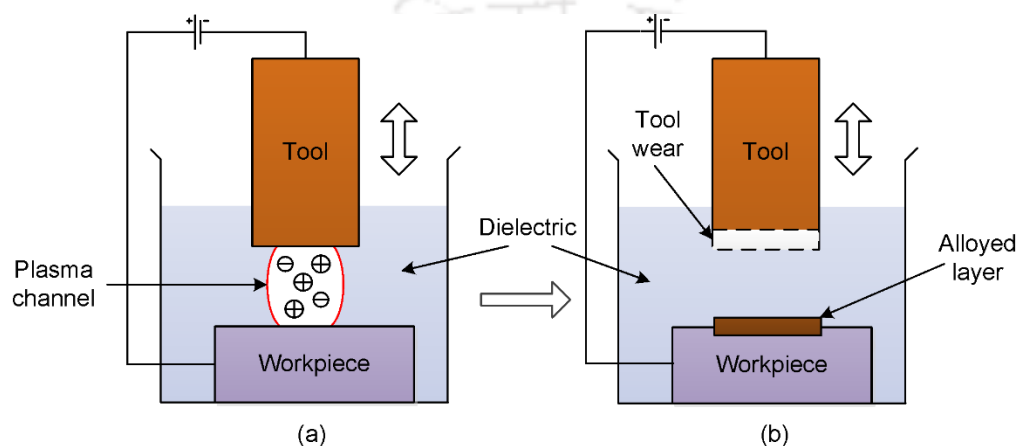 + -
Tool
Plasma
channel
Workpiece
(a)
Dielectric
+ -
Tool
wear
Tool
Alloyed
layer
Workpiece
(b)